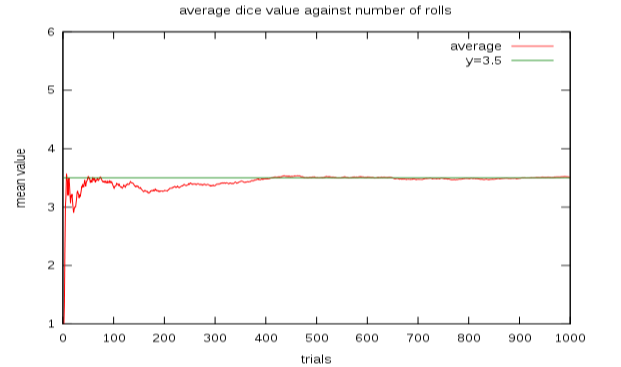 average dice value against number of rolls
average
y=3.5
6
5
4
3
2
1
mean value
0 100 200 300 400 500 600 700 800 900 1000
trials